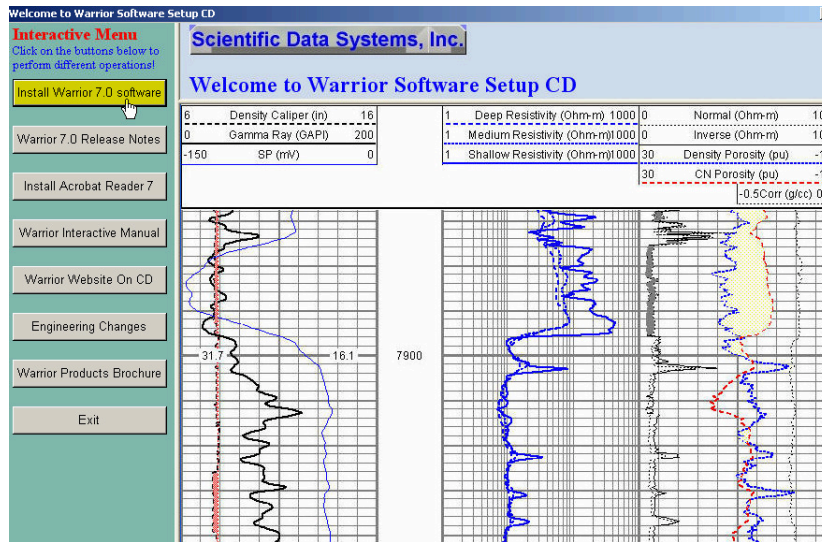 Welcome to Warrior Software Setup CD
Interactive Menu
Click on the buttons below to
perform different operations!
Install Warrior 7.0 software
Warrior 7.0 Release Notes
Install Acrobat Reader 7
Warrior Interactive Manual
Warrior Website On CD
Engineering Changes
Warrior Products Brochure
Exit
Scientific Data Systems, Inc.
Welcome to Warrior Software Setup CD
6 Density Caliper (in) 16
0 Gamma Ray (GAPI) 200
-150 SP (mV) 0
1 Deep Resistivity (Ohm-m) 1000
1 Medium Resistivity (Ohm-m) 1000
1 Shallow Resistivity (Ohm-m) 1000
0 Normal (Ohm-m) 10
0 Inverse (Ohm-m) 10
30 Density Porosity (pu) -1
30 CN Porosity (pu) -1
-0.5 Corr (g/cc) 0
31.7 16.1 7900